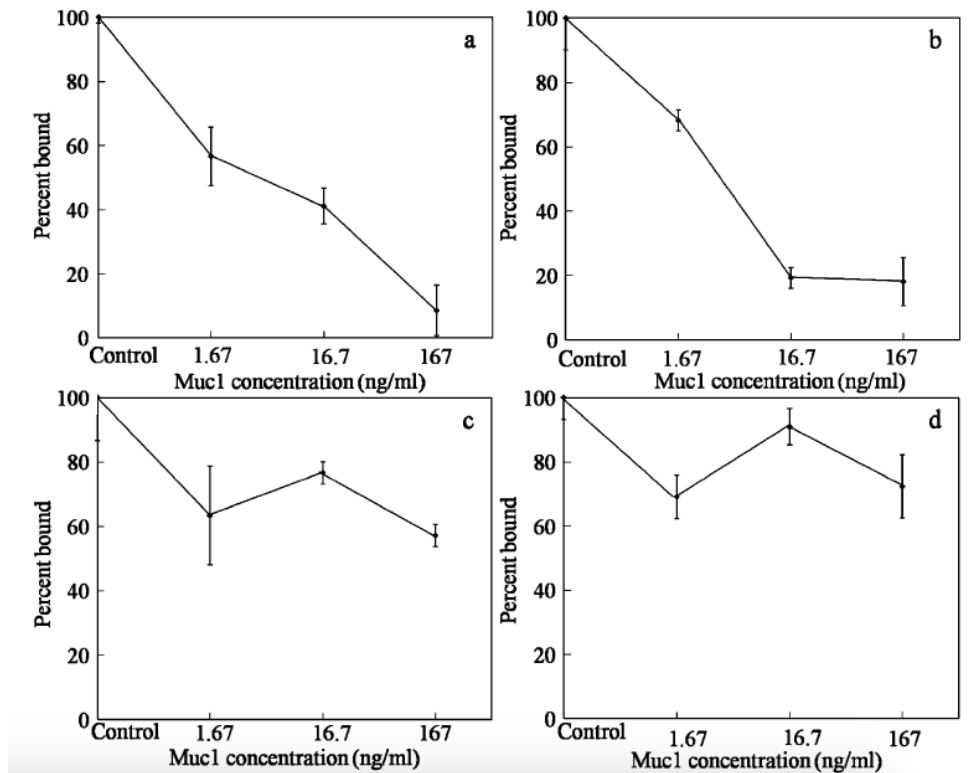 a
100
80
60
40
20
0
Percent bound
Control 1.67 16.7 167
Muc1 concentration (ng/ml)
b
100
80
60
40
20
0
Percent bound
Control 1.67 16.7 167
Muc1 concentration (ng/ml)
c
100
80
60
40
20
0
Percent bound
Control 1.67 16.7 167
Muc1 concentration (ng/ml)
d
100
80
60
40
20
0
Percent bound
Control 1.67 16.7 167
Muc1 concentration (ng/ml)